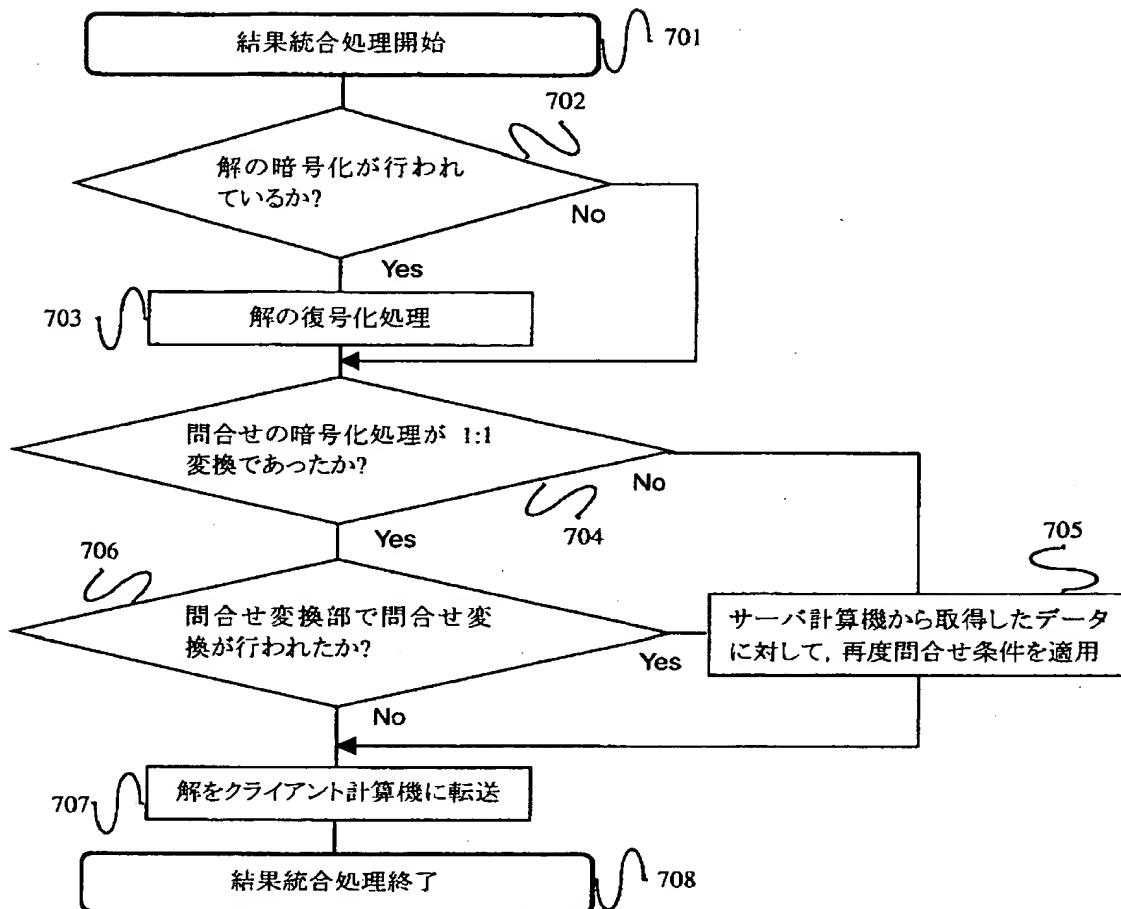 結果統合処理開始
701
702
解の暗号化が行われ
ているか?
No
Yes
703
解の復号化処理
問合せの暗号化処理が 1:1
変換であったか?
No
704
Yes
705
706
問合せ変換部で問合せ変
換が行われたか?
Yes
サーバ計算機から取得したデータ
に対して, 再度問合せ条件を適用
No
707
解をクライアント計算機に転送
結果統合処理終了
708